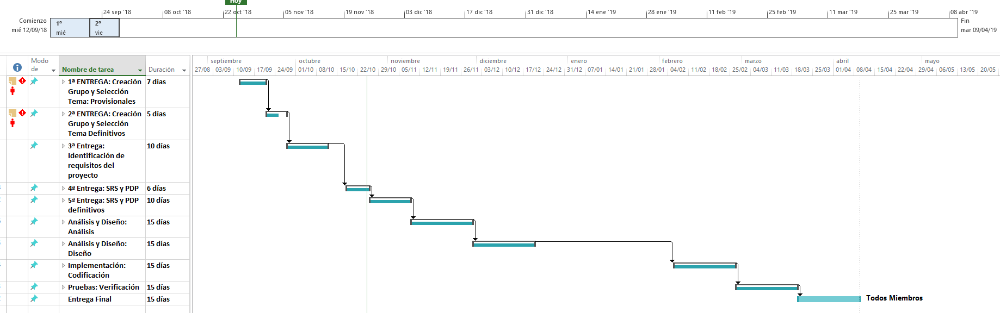 Hoy
24 sep '18 08 oct '18 22 oct '18 05 nov '18 19 nov '18 03 dic '18 17 dic '18 31 dic '18 14 ene '19 28 ene '19 11 feb '19 25 feb '19 11 mar '19 25 mar '19 08 abr '19
Comienzo
mié 12/09/18
1ª
mié
2ª
vie
Fin
mar 09/04/19
Modo
de
Nombre de tarea
Duración
septiembre octubre noviembre diciembre enero febrero marzo abril mayo
27/08 03/09 10/09 17/09 24/09 01/10 08/10 15/10 22/10 29/10 05/11 12/11 19/11 26/11 03/12 10/12 17/12 24/12 31/12 07/01 14/01 21/01 28/01 04/02 11/02 18/02 25/02 04/03 11/03 18/03 25/03 01/04 08/04 15/04 22/04 29/04 06/05 13/05 20/05
1ª ENTREGA: Creación 7 días
Grupo y Selección
Tema: Provisionales
2ª ENTREGA: Creación 5 días
Grupo y Selección
Tema Definitivos
3ª Entrega: 10 días
Identificación de
requisitos del
proyecto
4ª Entrega: SRS y PDP 6 días
5ª Entrega: SRS y PDP 10 días
definitivos
Análisis y Diseño: 15 días
Análisis
Análisis y Diseño: 15 días
Diseño
Implementación: 15 días
Codificación
Pruebas: Verificación 15 días
Entrega Final 15 días
Todos Miembros